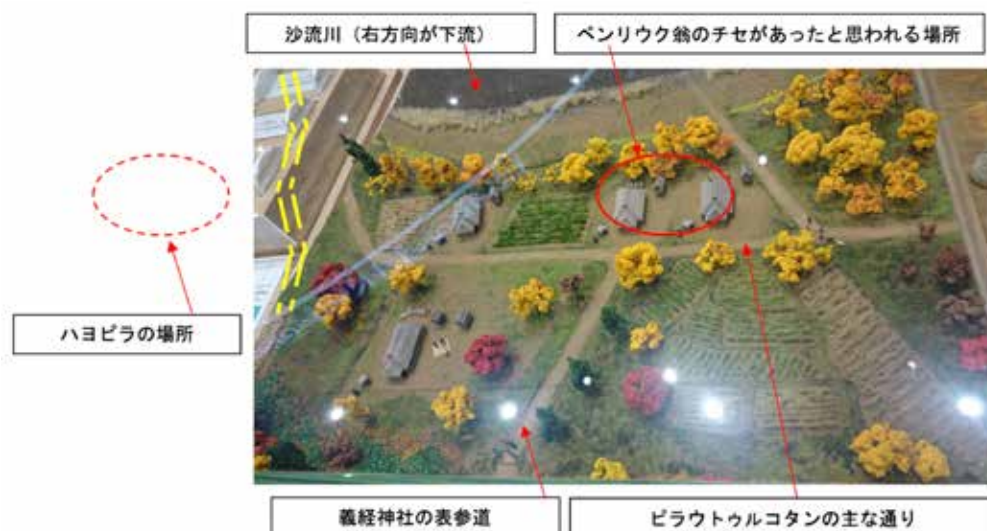 沙流川（右方向が下流）
ペンリウク翁のチセがあったと思われる場所
ハヨピラの場所
義経神社の表参道
ピラウトゥルコタンの主な通り